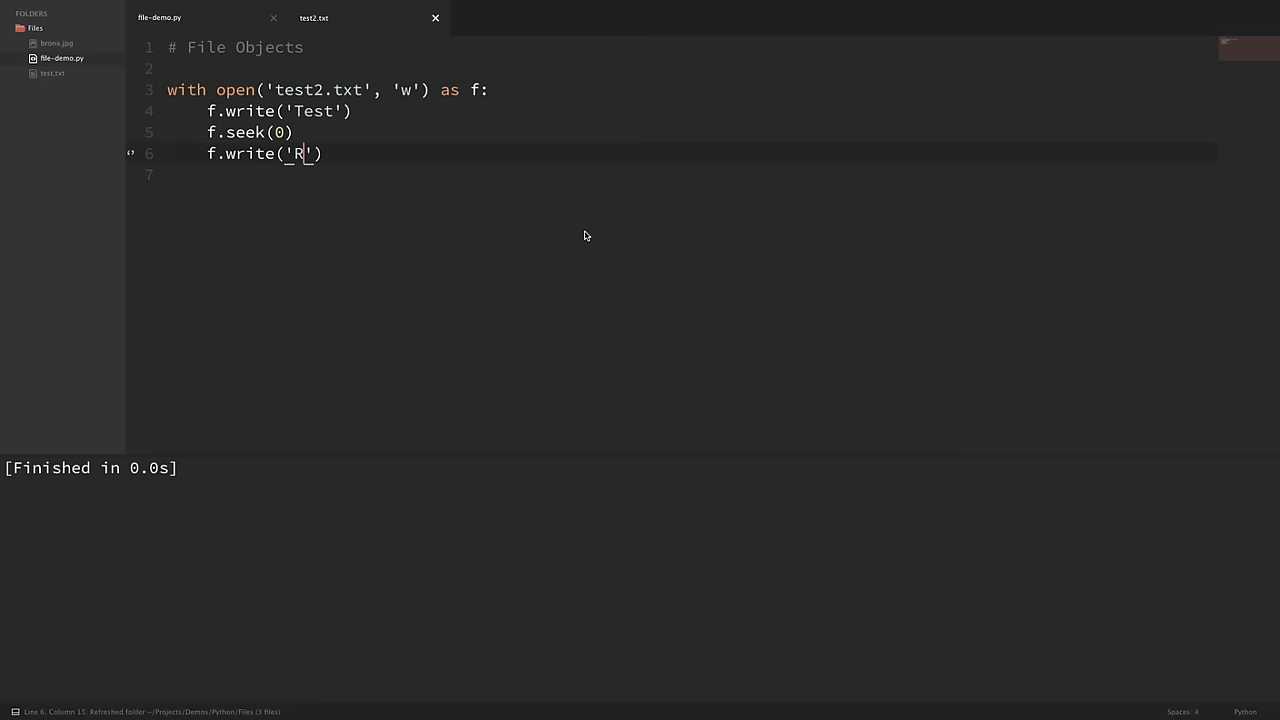 FOLDERS
Files
bronx.jpg
file-demo.py
test.txt
file-demo.py
test2.txt
1 # File Objects
2
3 with open('test2.txt', 'w') as f:
4 f.write('Test')
5 f.seek(0)
6 f.write('R')
7
[Finished in 0.0s]
Line 6, Column 15; Refreshed folder ~/Projects/Demos/Python/Files (3 files)
Spaces: 4
Python